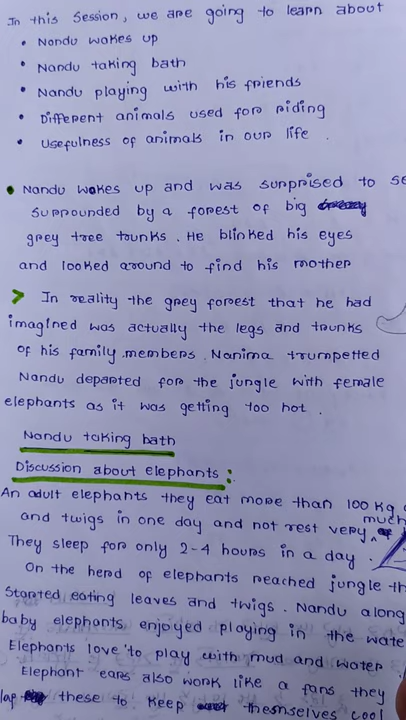 In this Session, we are going to learn about
• Nandu wakes up
• Nandu taking bath
• Nandu playing with his friends
• Different animals used for riding
• Usefulness of animals in our life .
• Nandu wakes up and was surprised to se
surrounded by a forest of big
grey tree trunks . He blinked his eyes
and looked around to find his mother
> In reality the grey forest that he had
imagined was actually the legs and trunks
of his family members . Nanima trumpetted
Nandu departed for the jungle with female
elephants as it was getting too hot .
Nandu taking bath
Discussion about elephants :
An adult elephants they eat more than 100 kg
and twigs in one day and not rest very much
They sleep for only 2-4 hours in a day .
On the herd of elephants reached jungle th
Started eating leaves and twigs . Nandu along
baby elephants enjoyed playing in the wate
Elephants love to play with mud and water .
Elephant ears also work like a fans they
lap these to keep themselves cool